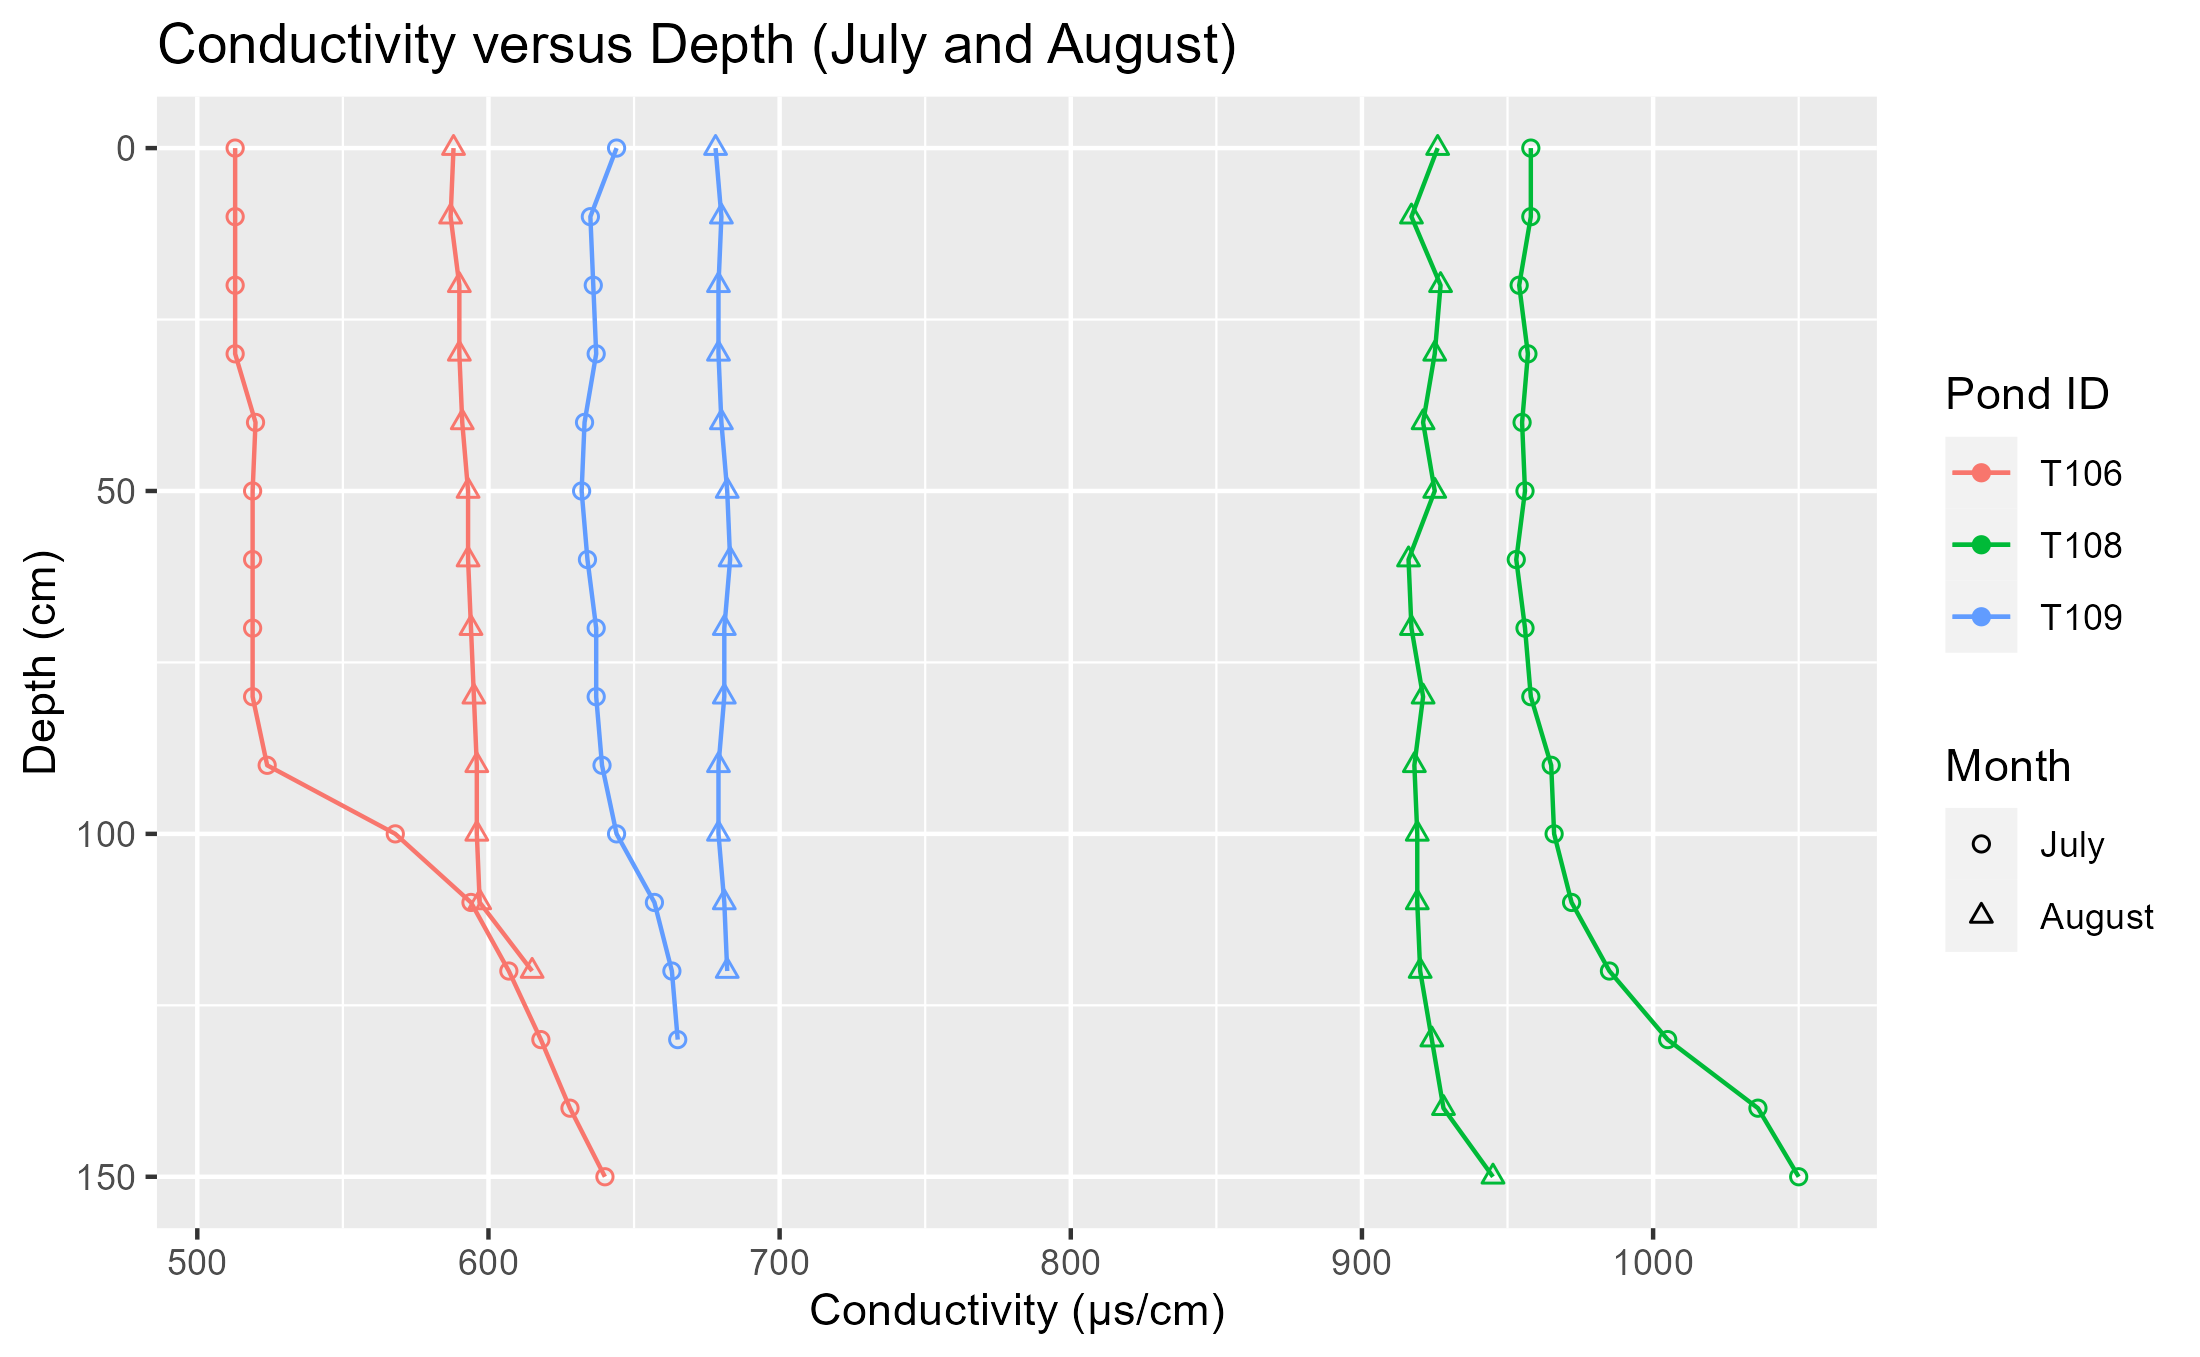 Conductivity versus Depth (July and August)
0
50
100
150
Depth (cm)
500 600 700 800 900 1000
Conductivity (µs/cm)
Pond ID
T106
T108
T109
Month
July
August